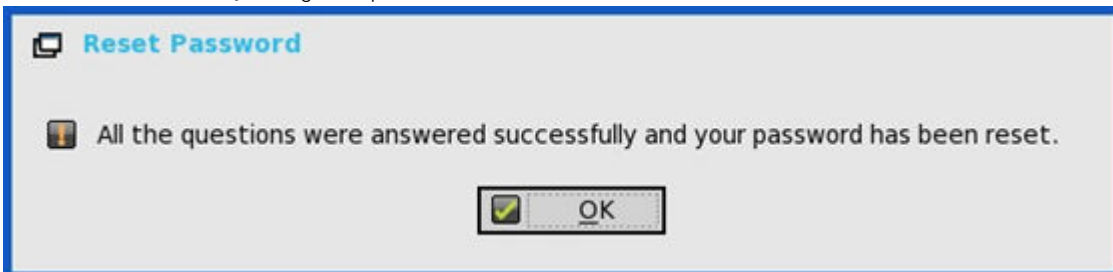 Reset Password
All the questions were answered successfully and your password has been reset.
OK